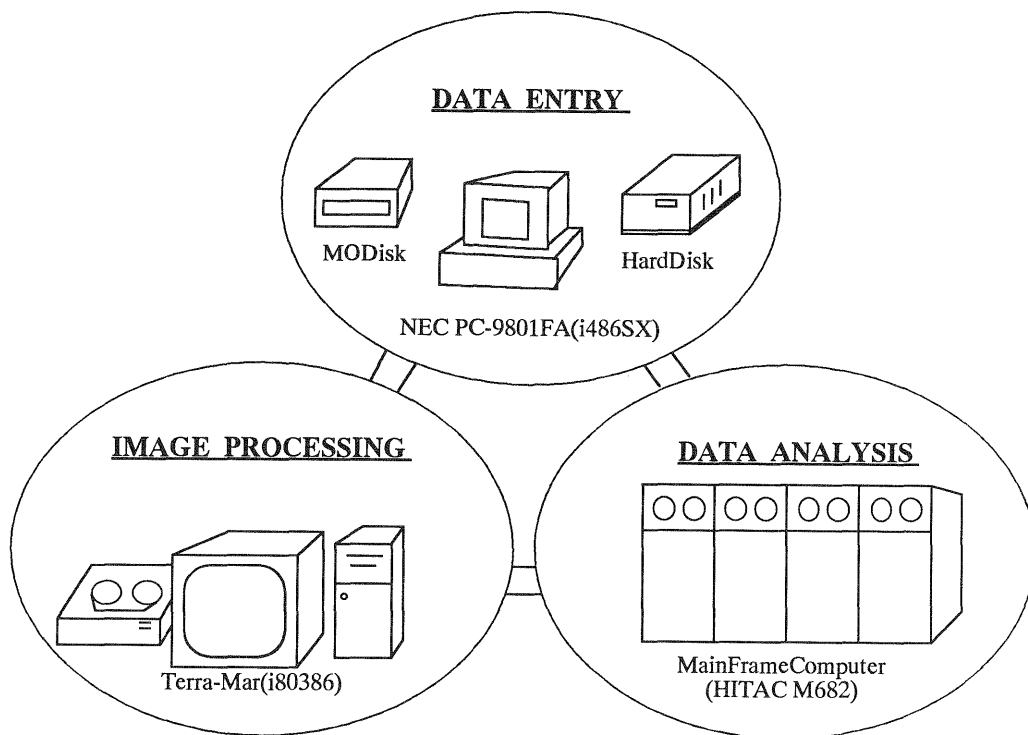 DATA ENTRY
MODisk
HardDisk
NEC PC-9801FA(i486SX)
IMAGE PROCESSING
Terra-Mar(i80386)
DATA ANALYSIS
MainFrameComputer
(HITAC M682)